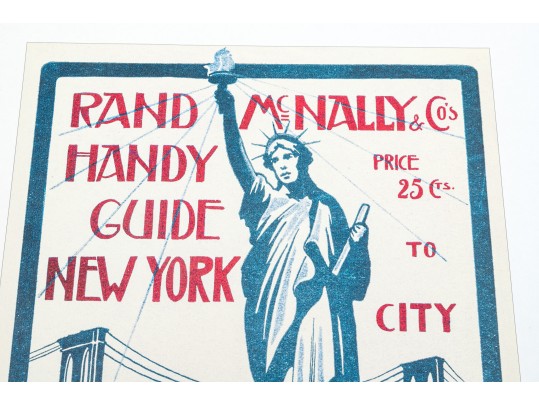 RAND McNALLY & Co's
HANDY PRICE
25 Cts.
GUIDE TO
NEW YORK CITY